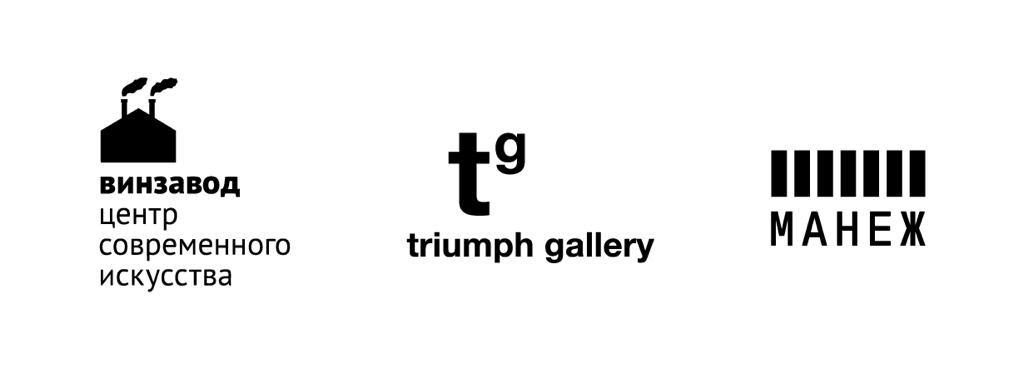 винзавод
центр
современного
искусства
tg
triumph gallery
МАНЕЖ